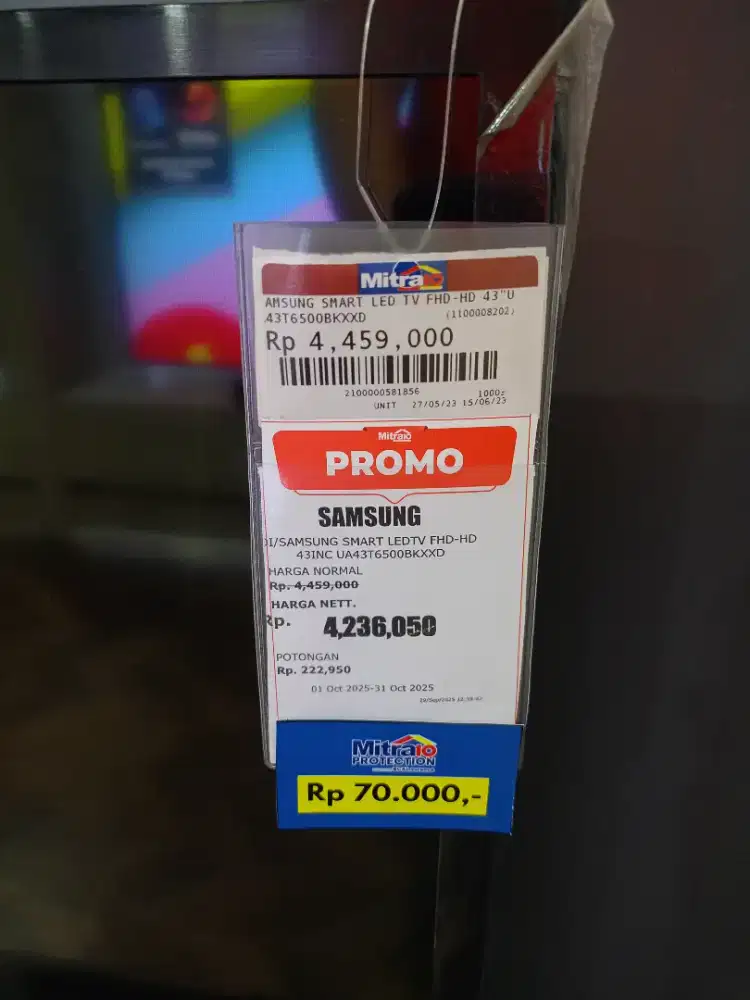 Mitra10
AMSUNG SMART LED TV FHD-HD 43"U
43T6500BKXXD (1100008202)
Rp 4,459,000
2100000581856
UNIT 27/05/23 15/06/23
Mitra10
PROMO
SAMSUNG
DI/SAMSUNG SMART LEDTV FHD-HD
43INC UA43T6500BKXXD
HARGA NORMAL
Rp. 4,459,000
HARGA NETT.
Rp. 4,236,050
POTONGAN
Rp. 222,950
01 Oct 2025-31 Oct 2025
Mitra10
PROTECTION
Rp 70.000,-